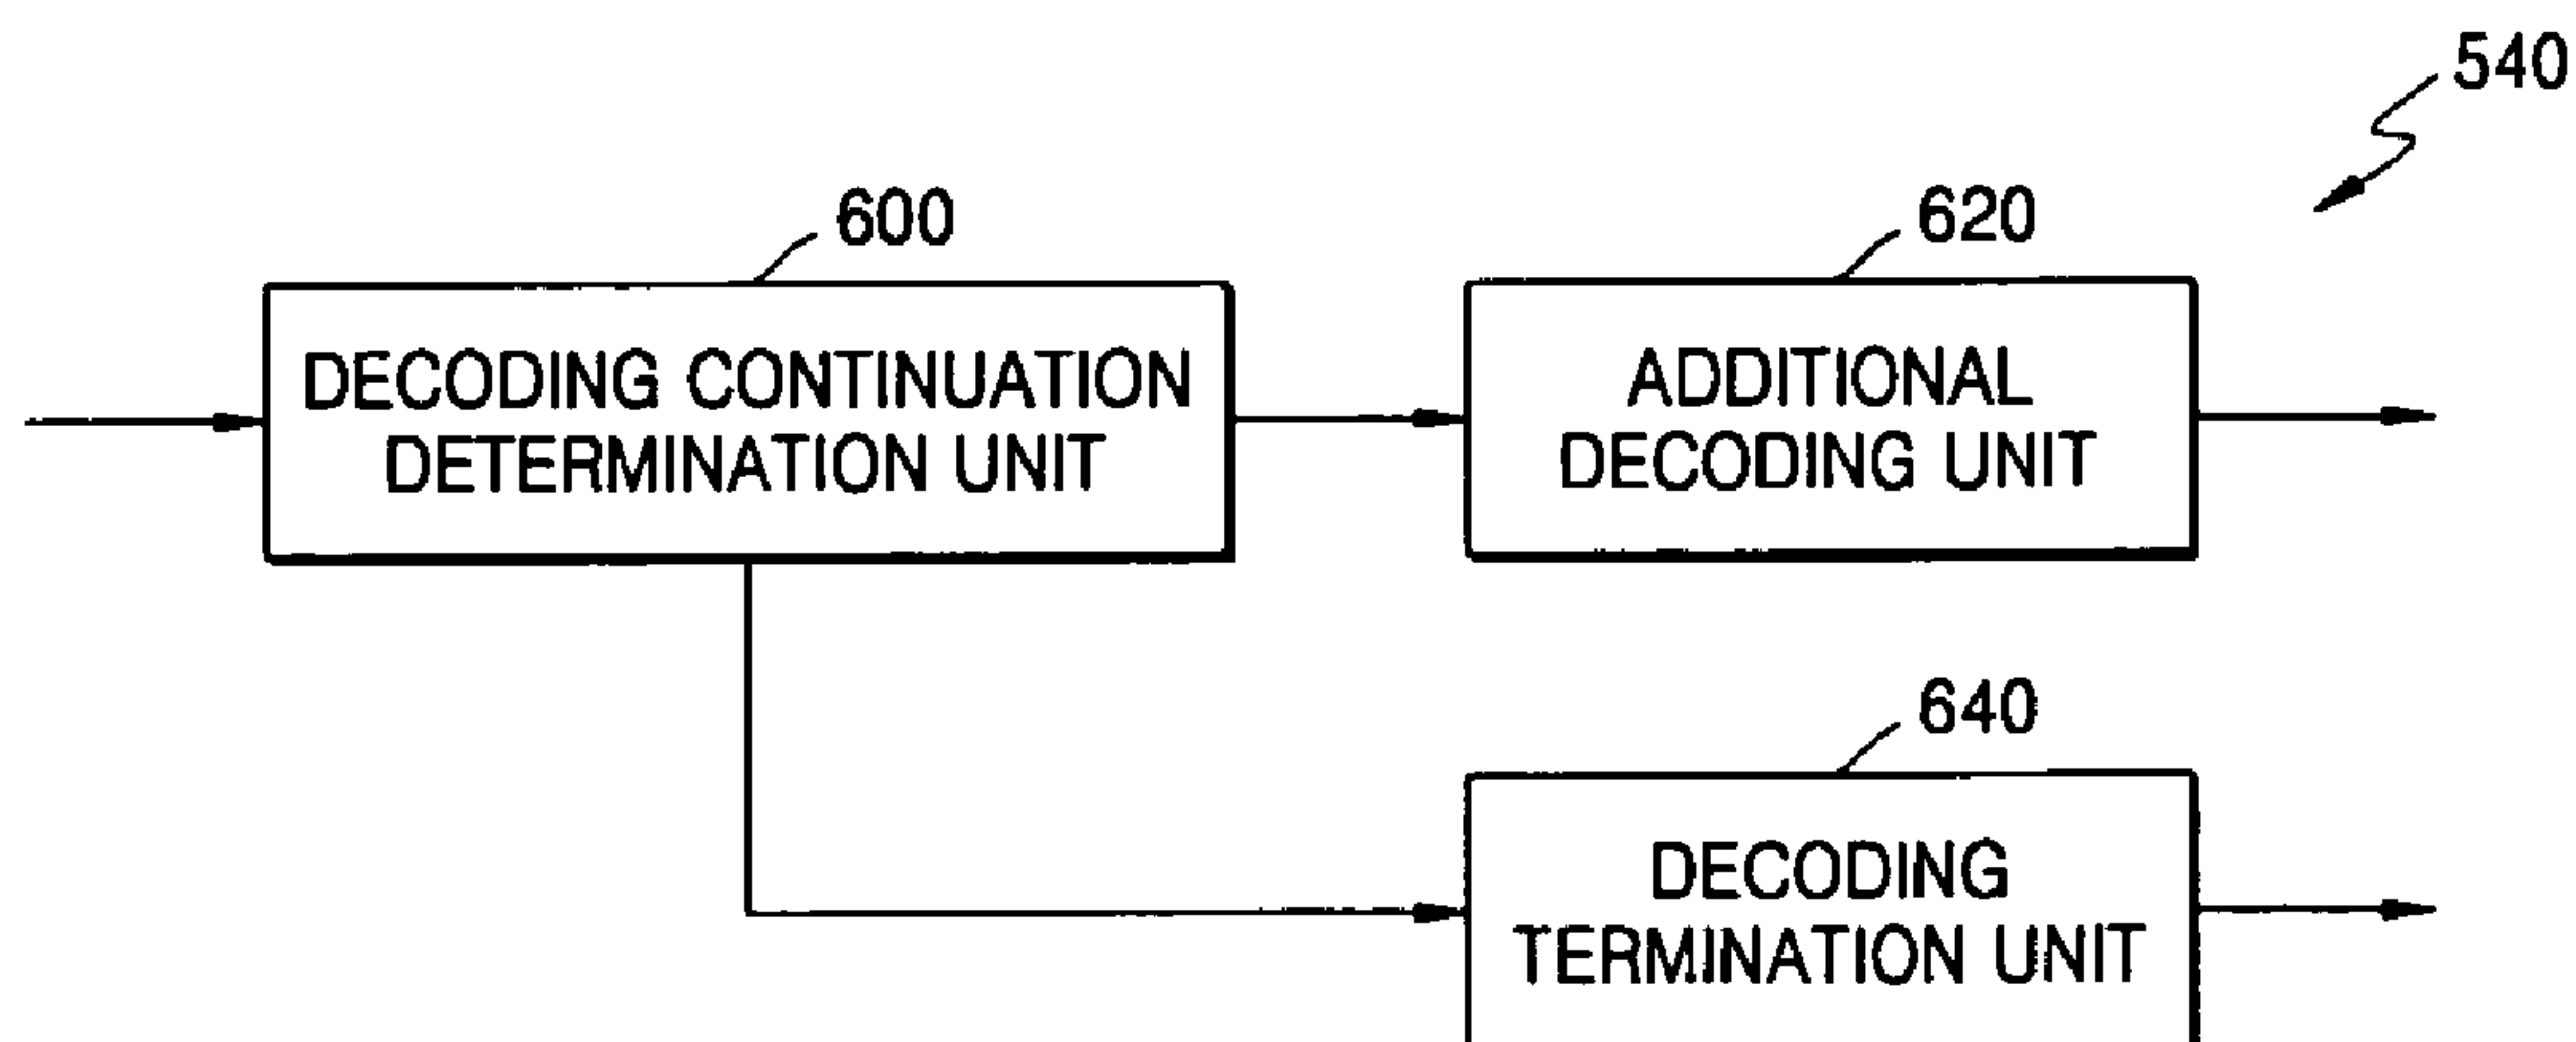 540
600
620
DECODING CONTINUATION
DETERMINATION UNIT
ADDITIONAL
DECODING UNIT
640
DECODING
TERMINATION UNIT